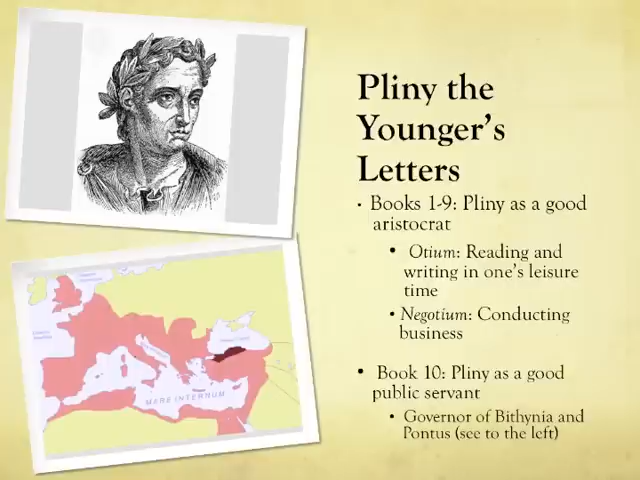 Pliny the
Younger's
Letters
• Books 1-9: Pliny as a good
aristocrat
• Otium: Reading and
writing in one's leisure
time
• Negotium: Conducting
business
• Book 10: Pliny as a good
public servant
• Governor of Bithynia and
Pontus (see to the left)
MARE INTERNUM